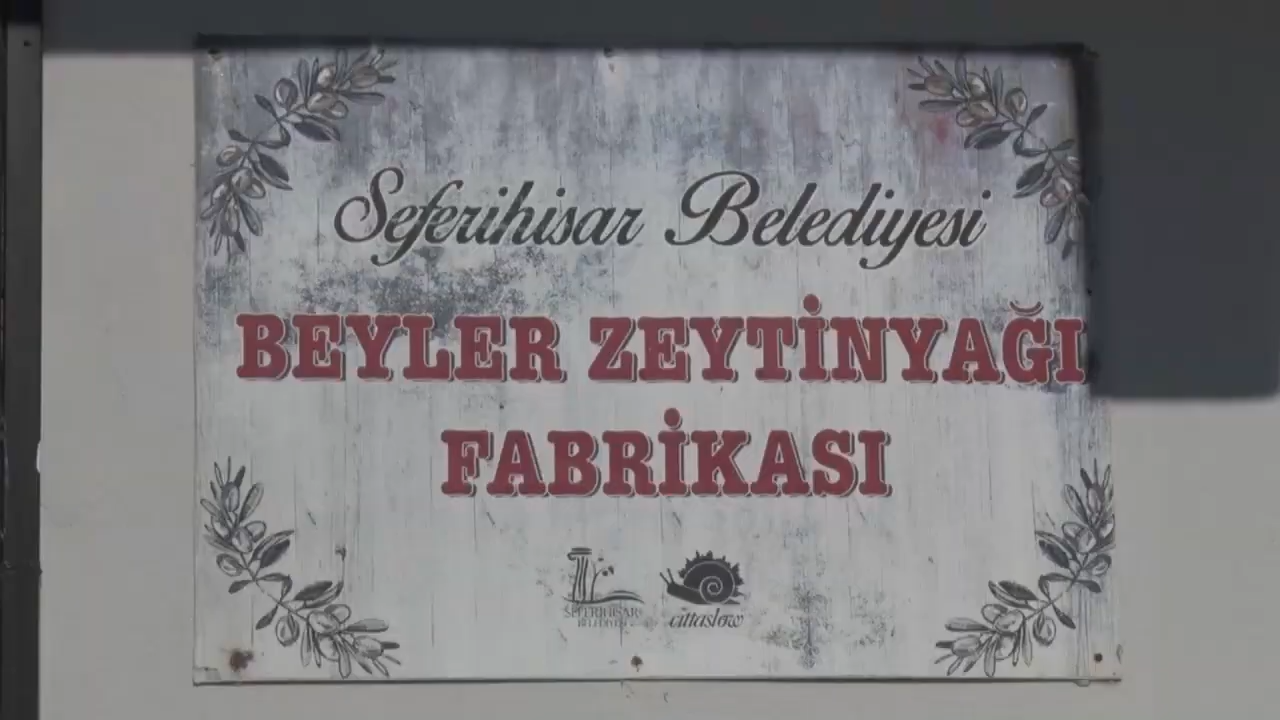 Seferihisar Belediyesi
BEYLER ZEYTİNYAĞI
FABRİKASI
SEFERİHİSAR
BELEDİYESİ
cittaslow